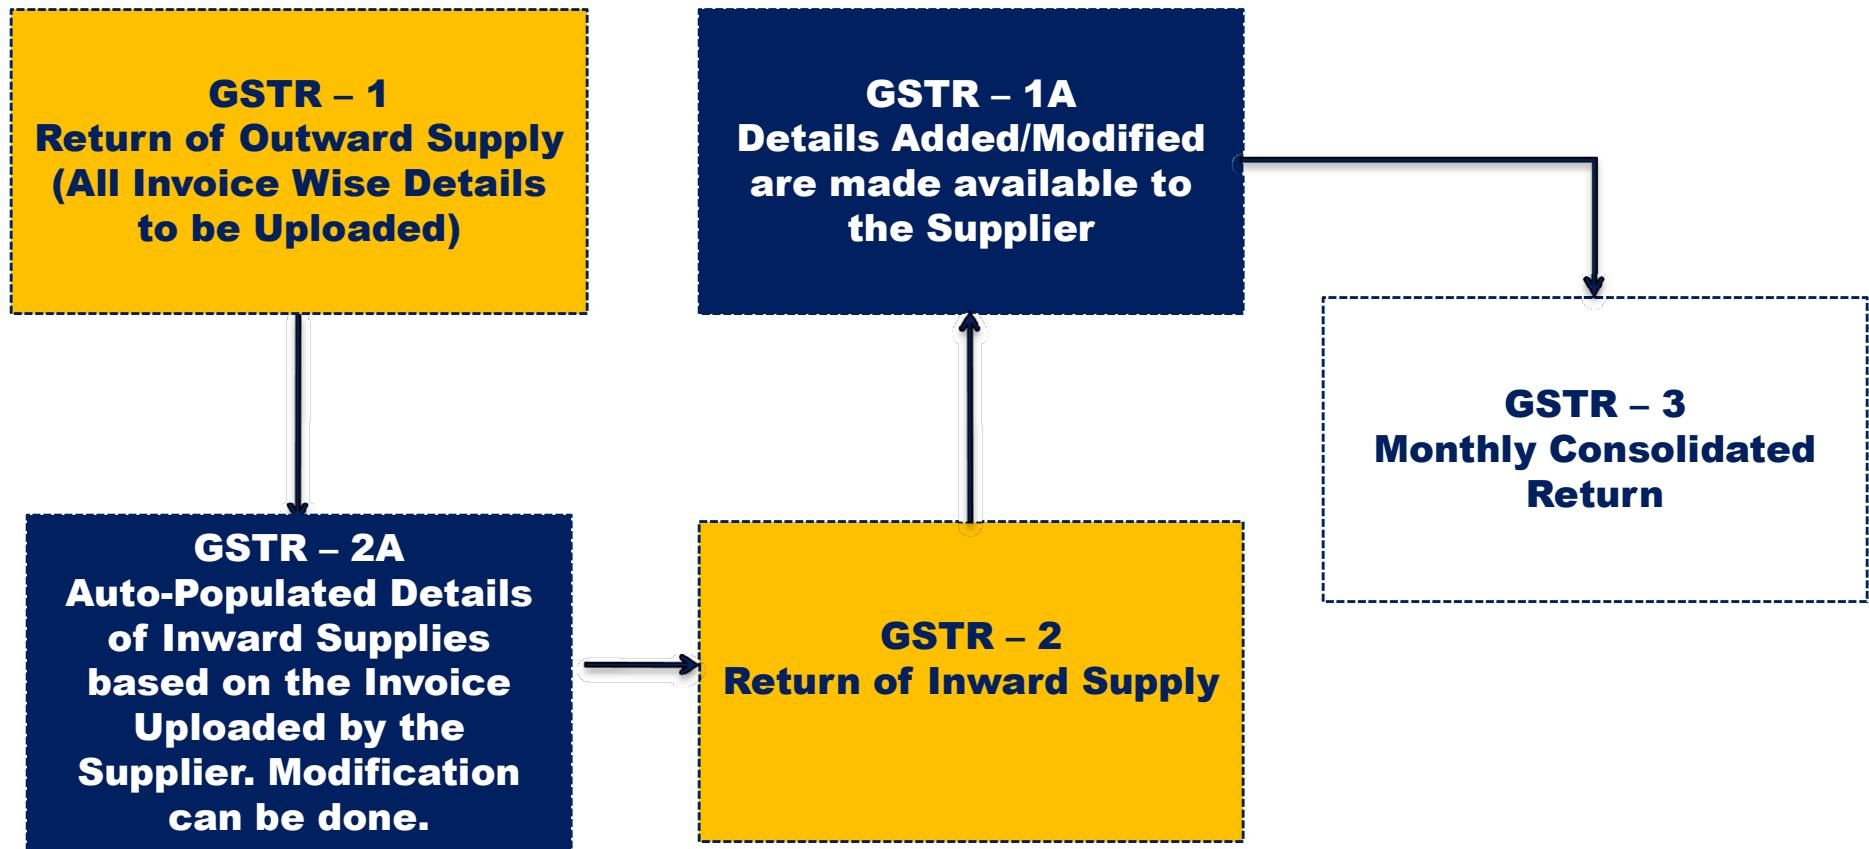 GSTR – 1
Return of Outward Supply
(All Invoice Wise Details
to be Uploaded)
GSTR – 1A
Details Added/Modified
are made available to
the Supplier
GSTR – 3
Monthly Consolidated
Return
GSTR – 2A
Auto-Populated Details
of Inward Supplies
based on the Invoice
Uploaded by the
Supplier. Modification
can be done.
GSTR – 2
Return of Inward Supply